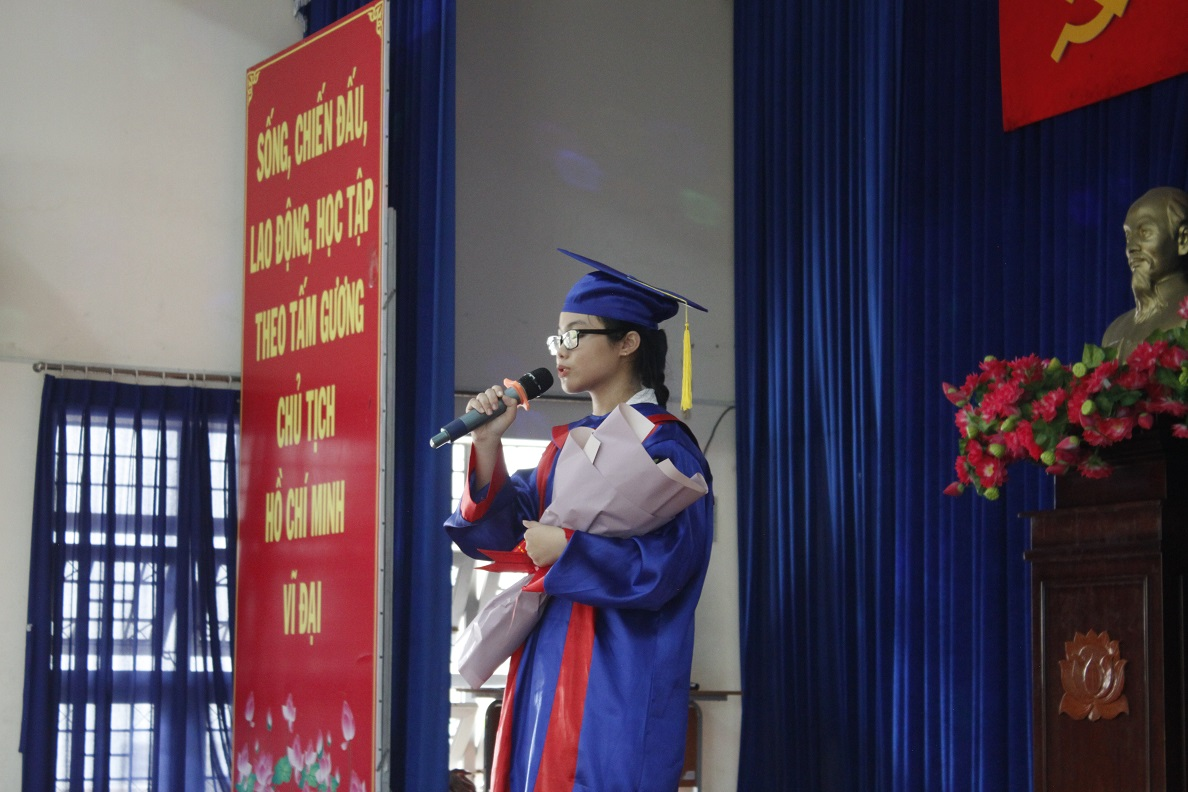 SỐNG, CHIẾN ĐẤU,
LAO ĐỘNG, HỌC TẬP
THEO TẤM GƯƠNG
CHỦ TỊCH
HỒ CHÍ MINH
VĨ ĐẠI